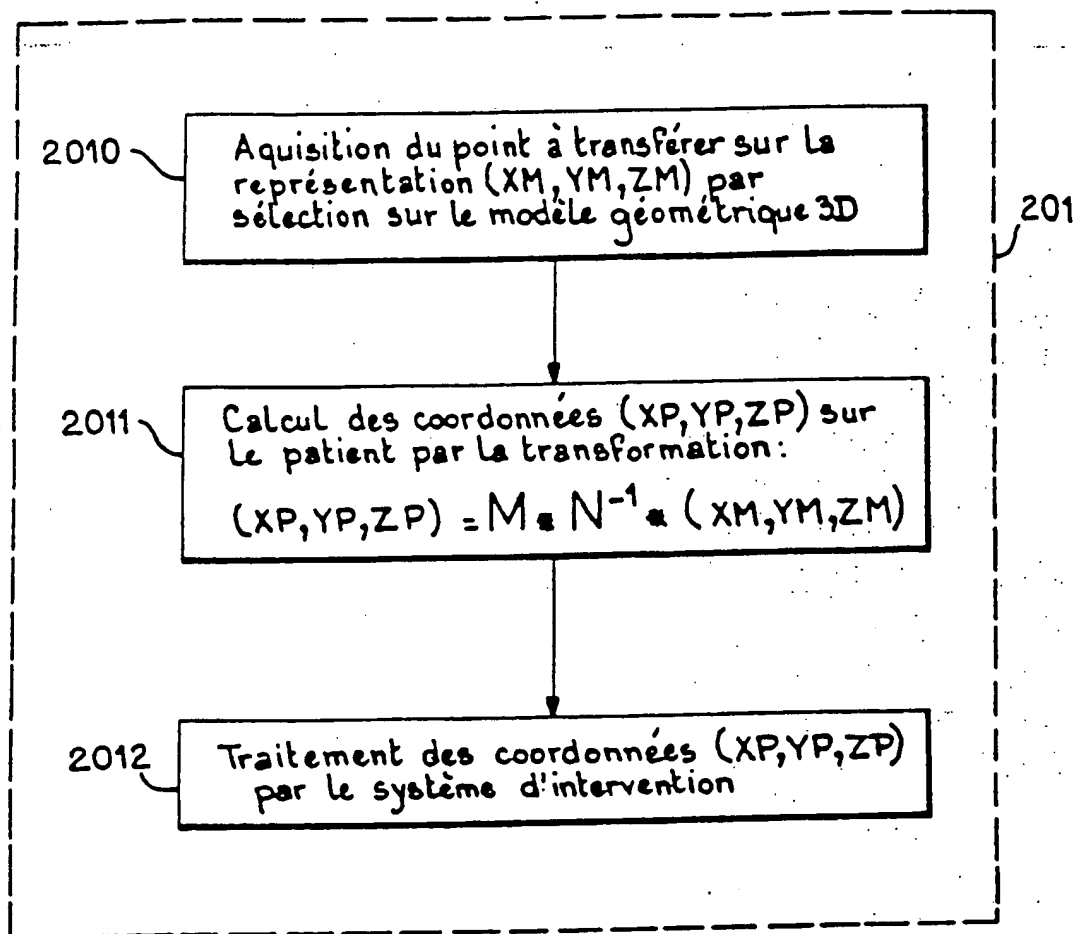 2010
Aquisition du point à transférer sur la
représentation (XM,YM,ZM) par
sélection sur le modèle géométrique 3D
201
2011
Calcul des coordonnées (XP,YP,ZP) sur
le patient par la transformation:
(XP,YP,ZP) = M * N⁻¹ * (XM,YM,ZM)
2012
Traitement des coordonnées (XP,YP,ZP)
par le système d'intervention